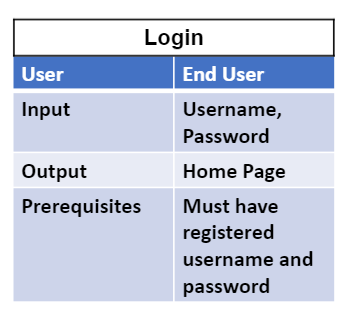 Login
User End User
Input Username,
Password
Output Home Page
Prerequisites Must have
registered
username and
password